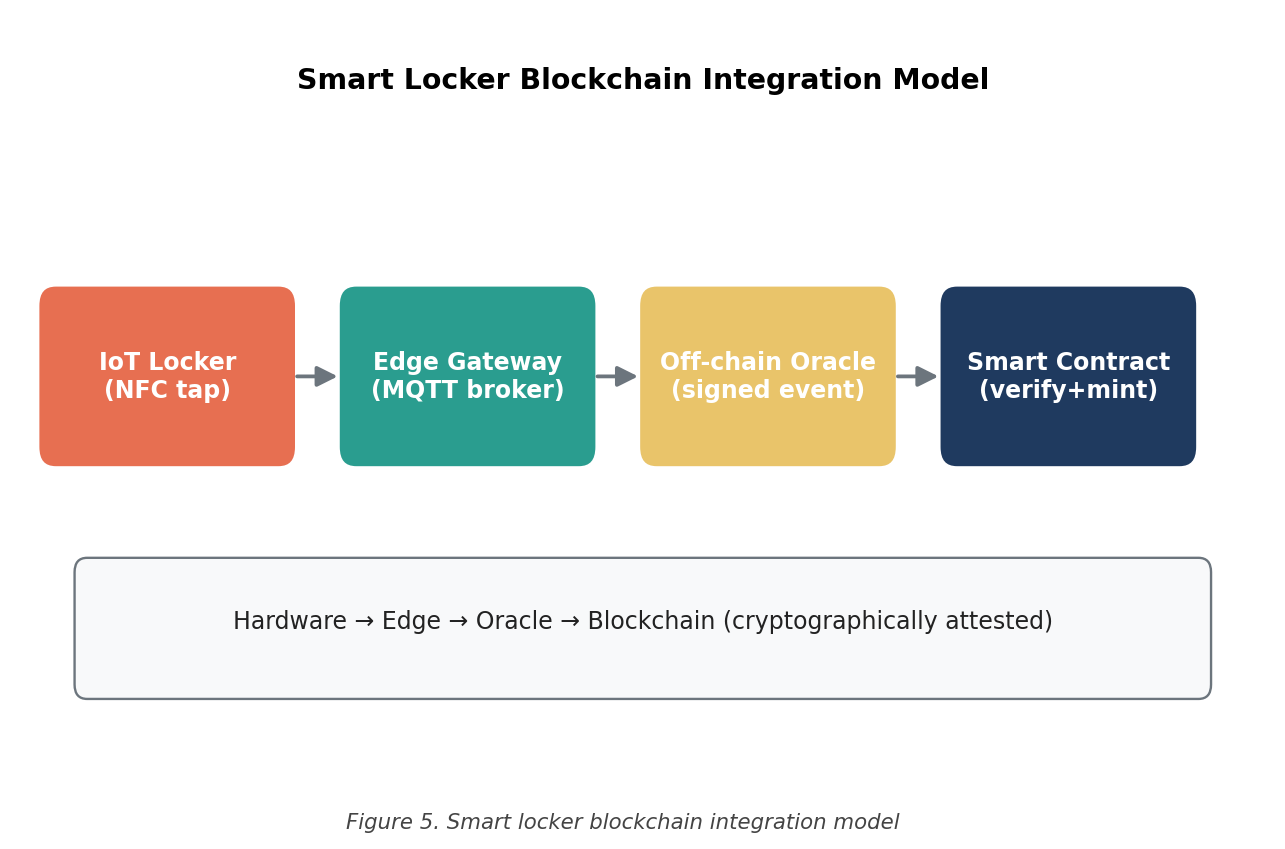 Smart Locker Blockchain Integration Model
IoT Locker
(NFC tap)
Edge Gateway
(MQTT broker)
Off-chain Oracle
(signed event)
Smart Contract
(verify+mint)
Hardware → Edge → Oracle → Blockchain (cryptographically attested)
Figure 5. Smart locker blockchain integration model